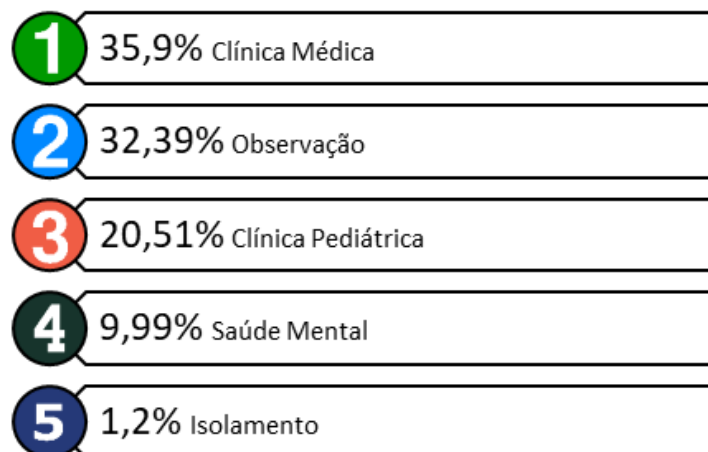 1 35,9% Clínica Médica
2 32,39% Observação
3 20,51% Clínica Pediátrica
4 9,99% Saúde Mental
5 1,2% Isolamento